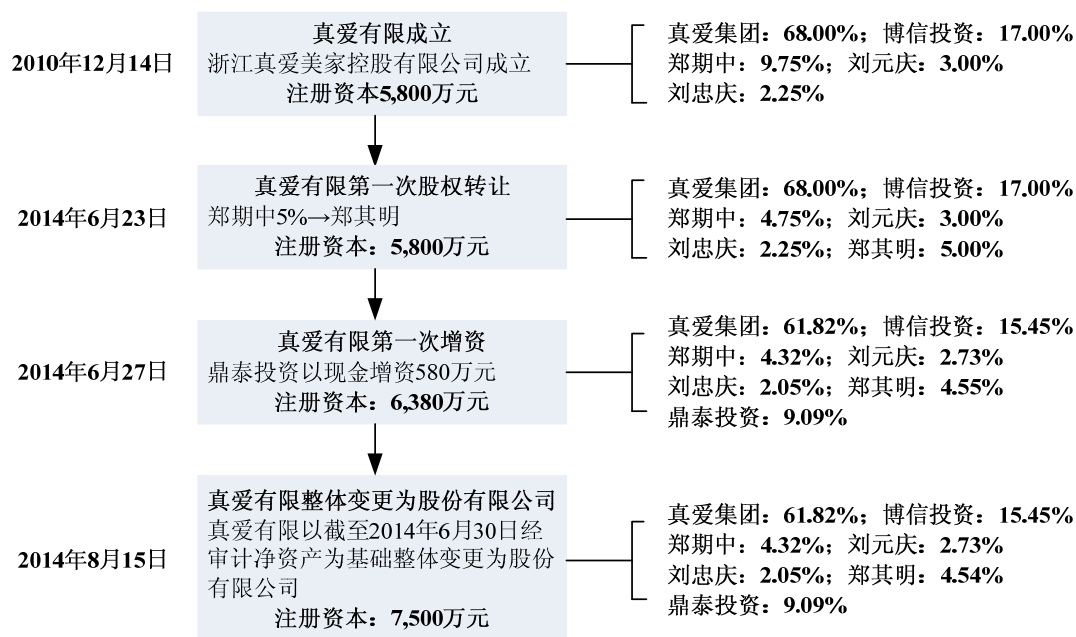 2010年12月14日
真爱有限成立
浙江真爱美家控股有限公司成立
注册资本5,800万元
真爱集团：68.00%；博信投资：17.00%
郑期中：9.75%；刘元庆：3.00%
刘忠庆：2.25%
2014年6月23日
真爱有限第一次股权转让
郑期中5%→郑其明
注册资本：5,800万元
真爱集团：68.00%；博信投资：17.00%
郑期中：4.75%；刘元庆：3.00%
刘忠庆：2.25%；郑其明：5.00%
2014年6月27日
真爱有限第一次增资
鼎泰投资以现金增资580万元
注册资本：6,380万元
真爱集团：61.82%；博信投资：15.45%
郑期中：4.32%；刘元庆：2.73%
刘忠庆：2.05%；郑其明：4.55%
鼎泰投资：9.09%
2014年8月15日
真爱有限整体变更为股份有限公司
真爱有限以截至2014年6月30日经
审计净资产为基础整体变更为股份
有限公司
注册资本：7,500万元
真爱集团：61.82%；博信投资：15.45%
郑期中：4.32%；刘元庆：2.73%
刘忠庆：2.05%；郑其明：4.54%
鼎泰投资：9.09%